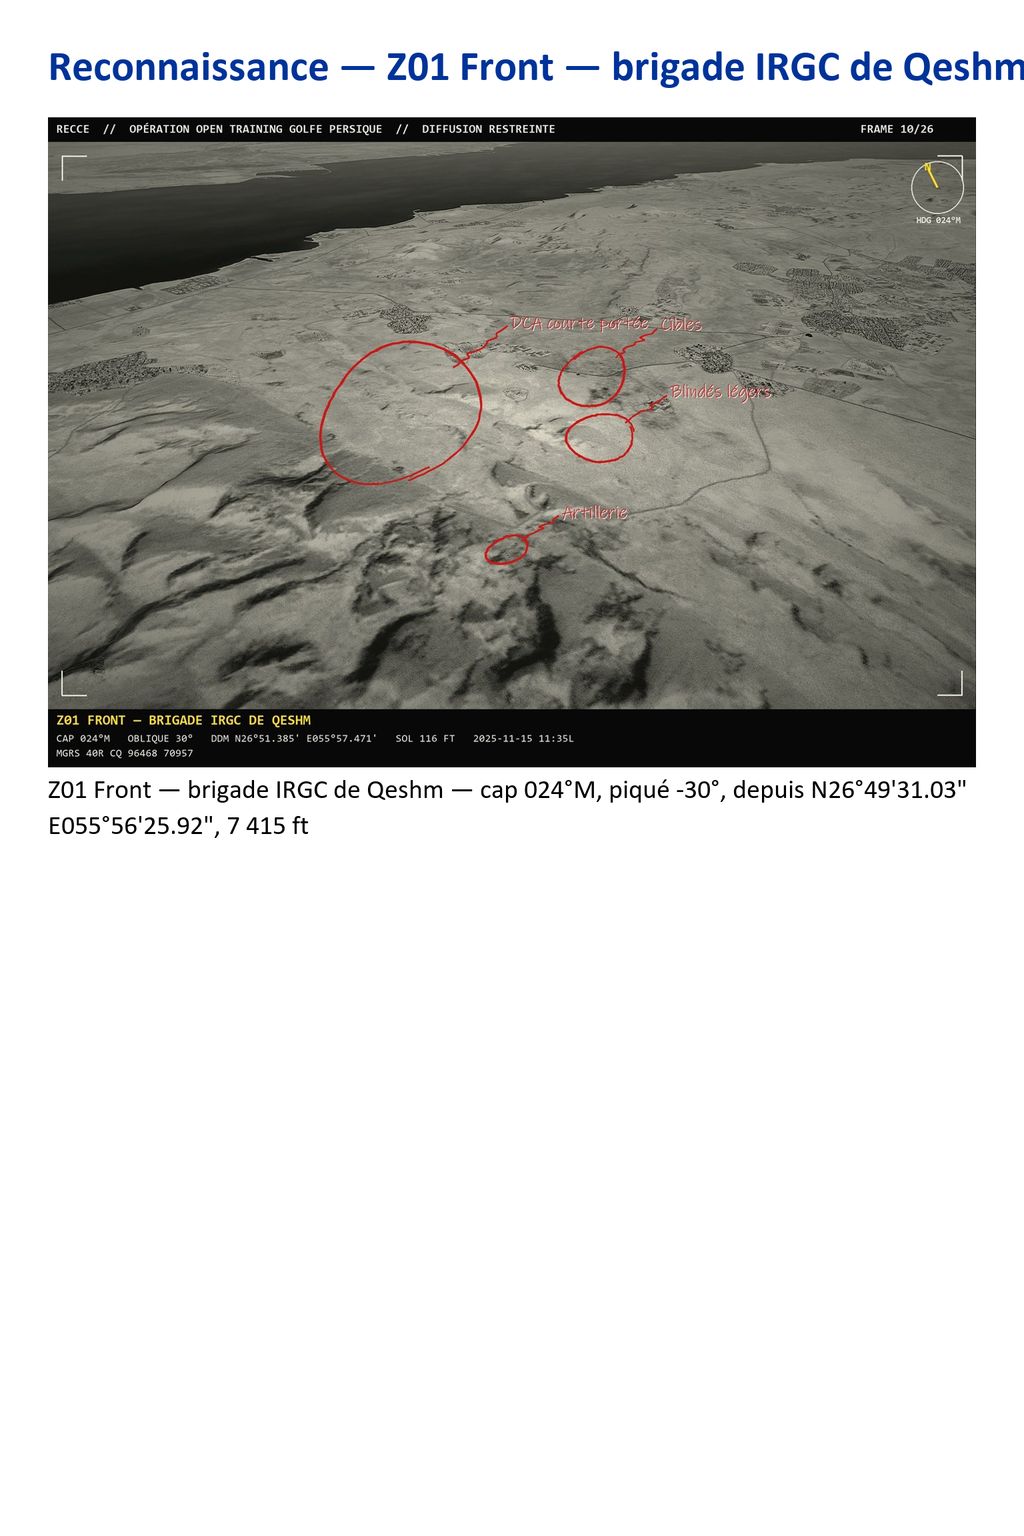 Reconnaissance — Z01 Front — brigade IRGC de Qeshm
RECCE // OPÉRATION OPEN TRAINING GOLFE PERSIQUE // DIFFUSION RESTREINTE FRAME 10/26
N
HDG 024°M
DCA courte portée
Cibles
Blindés légers
Artillerie
Z01 FRONT — BRIGADE IRGC DE QESHM
CAP 024°M OBLIQUE 30° DDM N26°51.385' E055°57.471' SOL 116 FT 2025-11-15 11:35L
MGRS 40R CQ 96468 70957
Z01 Front — brigade IRGC de Qeshm — cap 024°M, piqué -30°, depuis N26°49'31.03"
E055°56'25.92", 7 415 ft